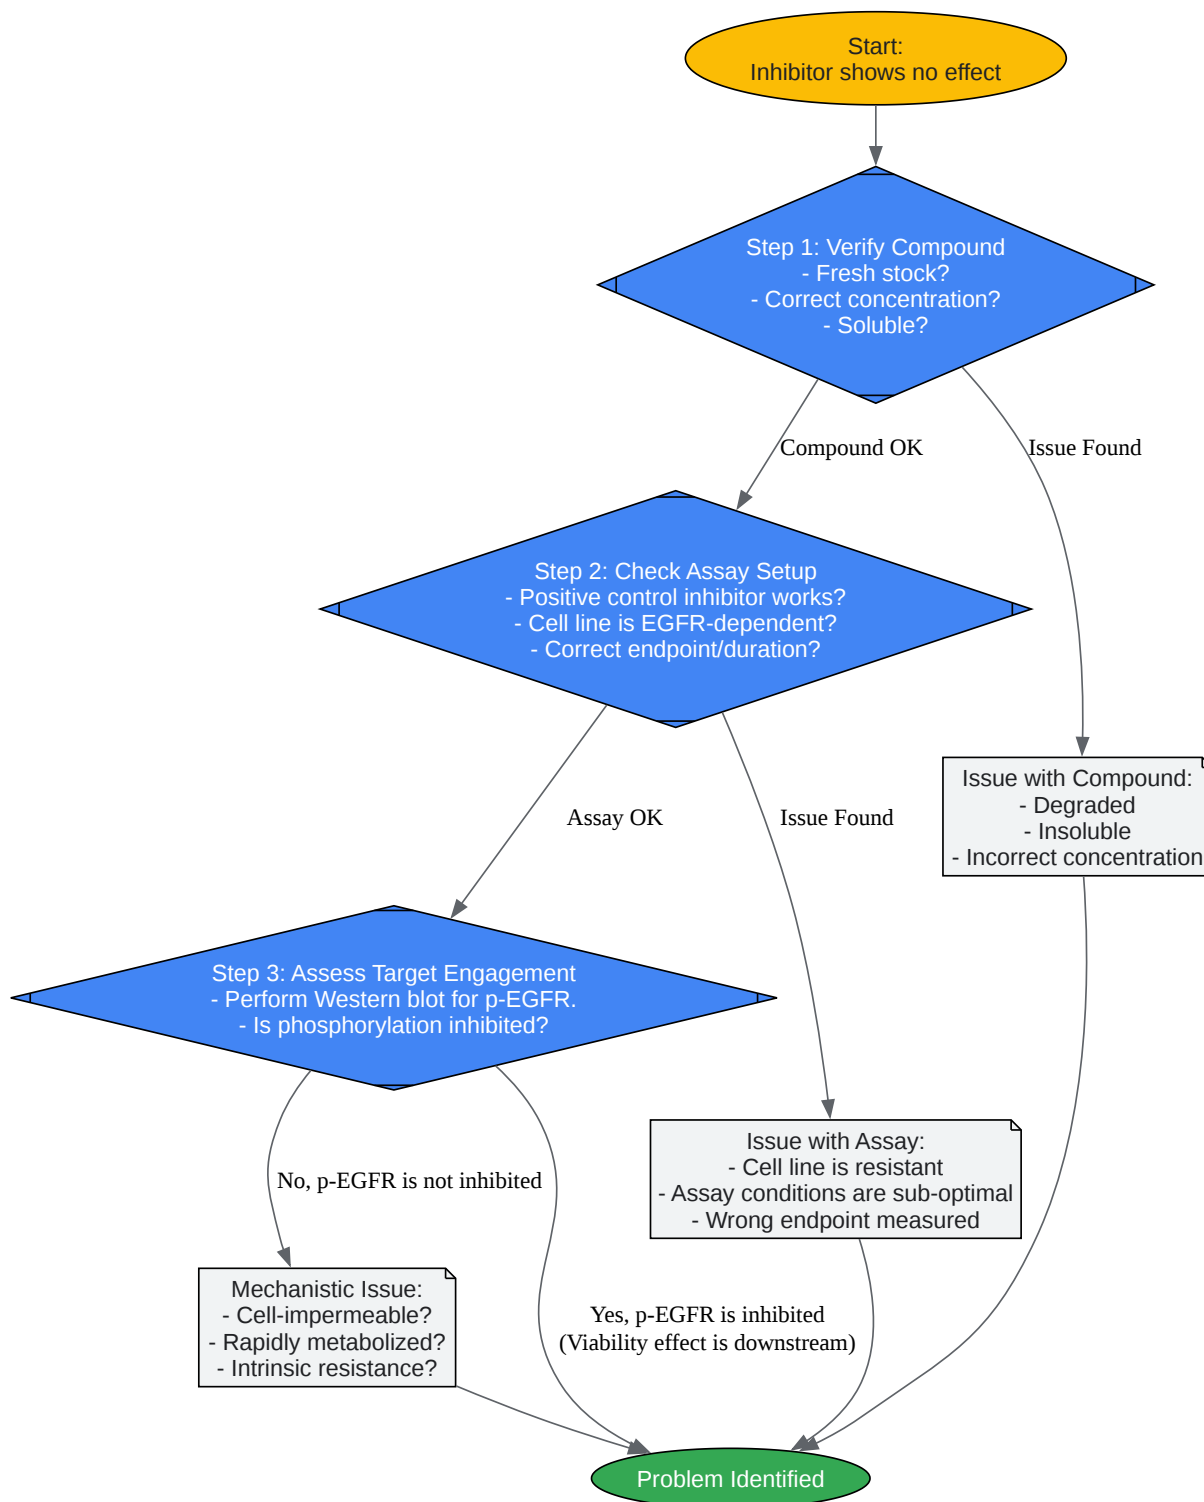 Start:
Inhibitor shows no effect
Step 1: Verify Compound
- Fresh stock?
- Correct concentration?
- Soluble?
Compound OK
Issue Found
Step 2: Check Assay Setup
- Positive control inhibitor works?
- Cell line is EGFR-dependent?
- Correct endpoint/duration?
Assay OK
Issue Found
Issue with Compound:
- Degraded
- Insoluble
- Incorrect concentration
Step 3: Assess Target Engagement
- Perform Western blot for p-EGFR.
- Is phosphorylation inhibited?
No, p-EGFR is not inhibited
Issue with Assay:
- Cell line is resistant
- Assay conditions are sub-optimal
- Wrong endpoint measured
Mechanistic Issue:
- Cell-impermeable?
- Rapidly metabolized?
- Intrinsic resistance?
Yes, p-EGFR is inhibited
(Viability effect is downstream)
Problem Identified